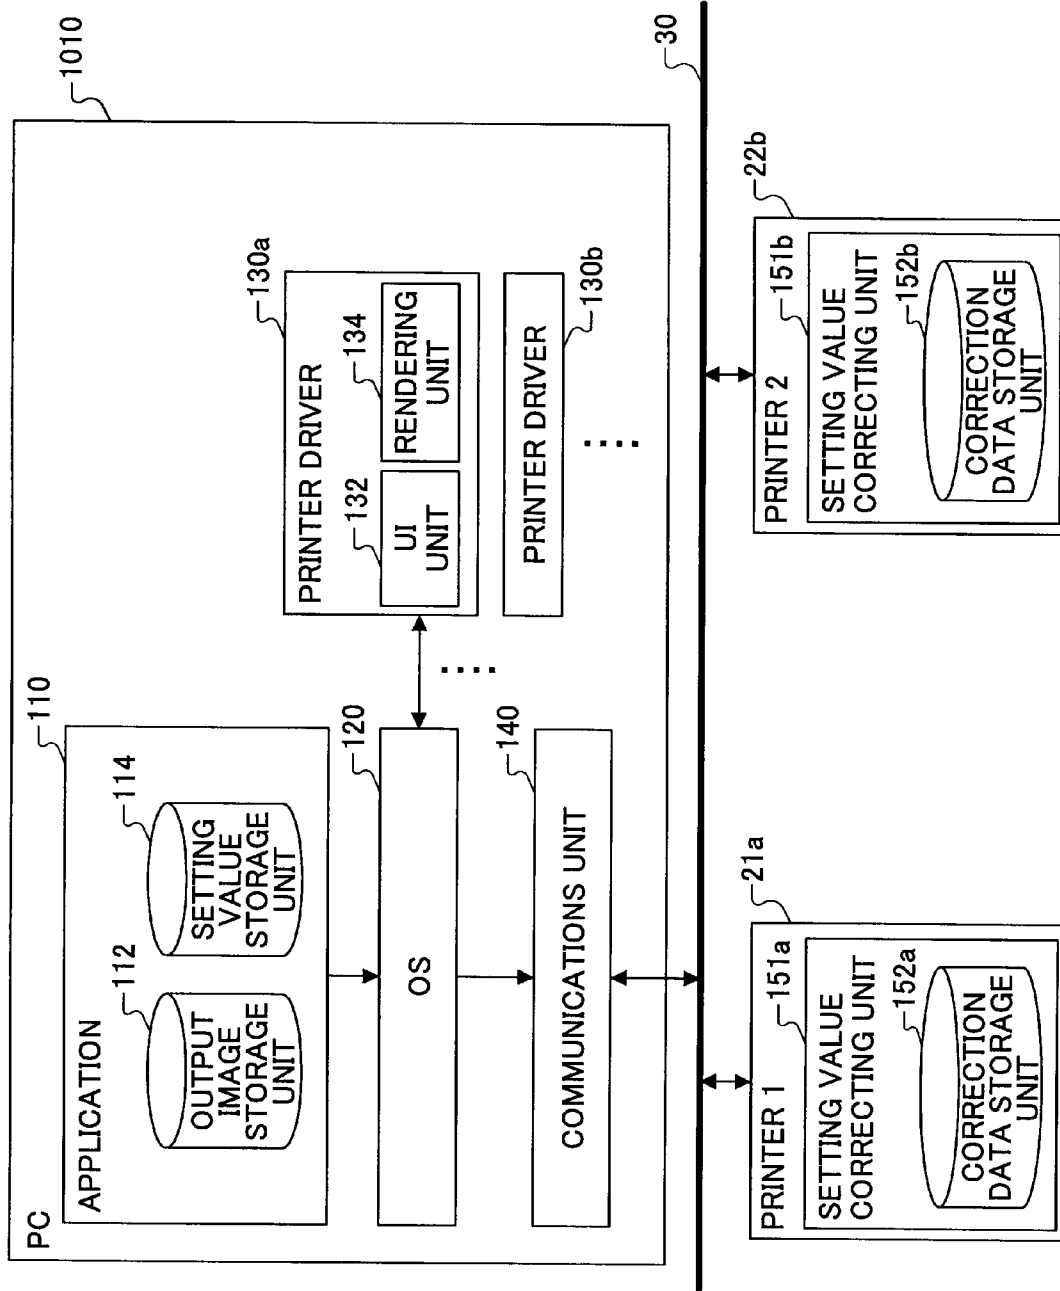 1010
PC
110
APPLICATION
112
OUTPUT
IMAGE
STORAGE
UNIT
114
SETTING
VALUE
STORAGE
UNIT
120
OS
140
COMMUNICATIONS UNIT
130a
PRINTER DRIVER
132
UI
UNIT
134
RENDERING
UNIT
130b
PRINTER DRIVER
30
21a
PRINTER 1
151a
SETTING VALUE
CORRECTING UNIT
152a
CORRECTION
DATA STORAGE
UNIT
22b
PRINTER 2
151b
SETTING VALUE
CORRECTING UNIT
152b
CORRECTION
DATA STORAGE
UNIT